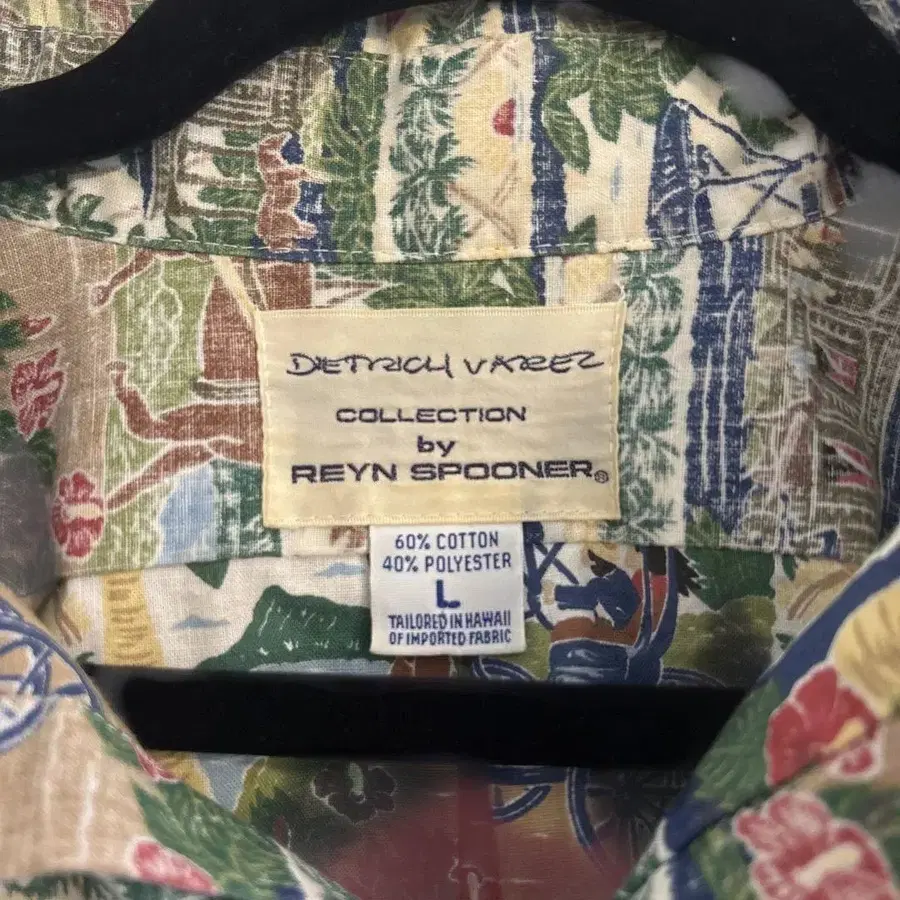 DIETRICH VAREZ
COLLECTION
by
REYN SPOONER®
60% COTTON
40% POLYESTER
L
TAILORED IN HAWAII
OF IMPORTED FABRIC